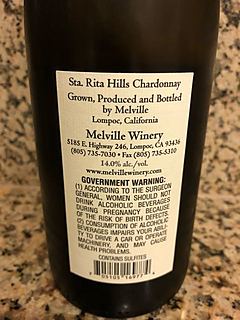 Sta. Rita Hills Chardonnay
Grown, Produced and Bottled
by Melville
Lompoc, California
Melville Winery
5185 E. Highway 246, Lompoc, CA 93436
(805) 735-7030 • Fax (805) 735-5310
14.0% alc./vol.
www.melvillewinery.com
GOVERNMENT WARNING:
(1) ACCORDING TO THE SURGEON
GENERAL, WOMEN SHOULD NOT
DRINK ALCOHOLIC BEVERAGES
DURING PREGNANCY BECAUSE
OF THE RISK OF BIRTH DEFECTS.
(2) CONSUMPTION OF ALCOHOLIC
BEVERAGES IMPAIRS YOUR ABIL-
ITY TO DRIVE A CAR OR OPERATE
MACHINERY, AND MAY CAUSE
HEALTH PROBLEMS.
CONTAINS SULFITES